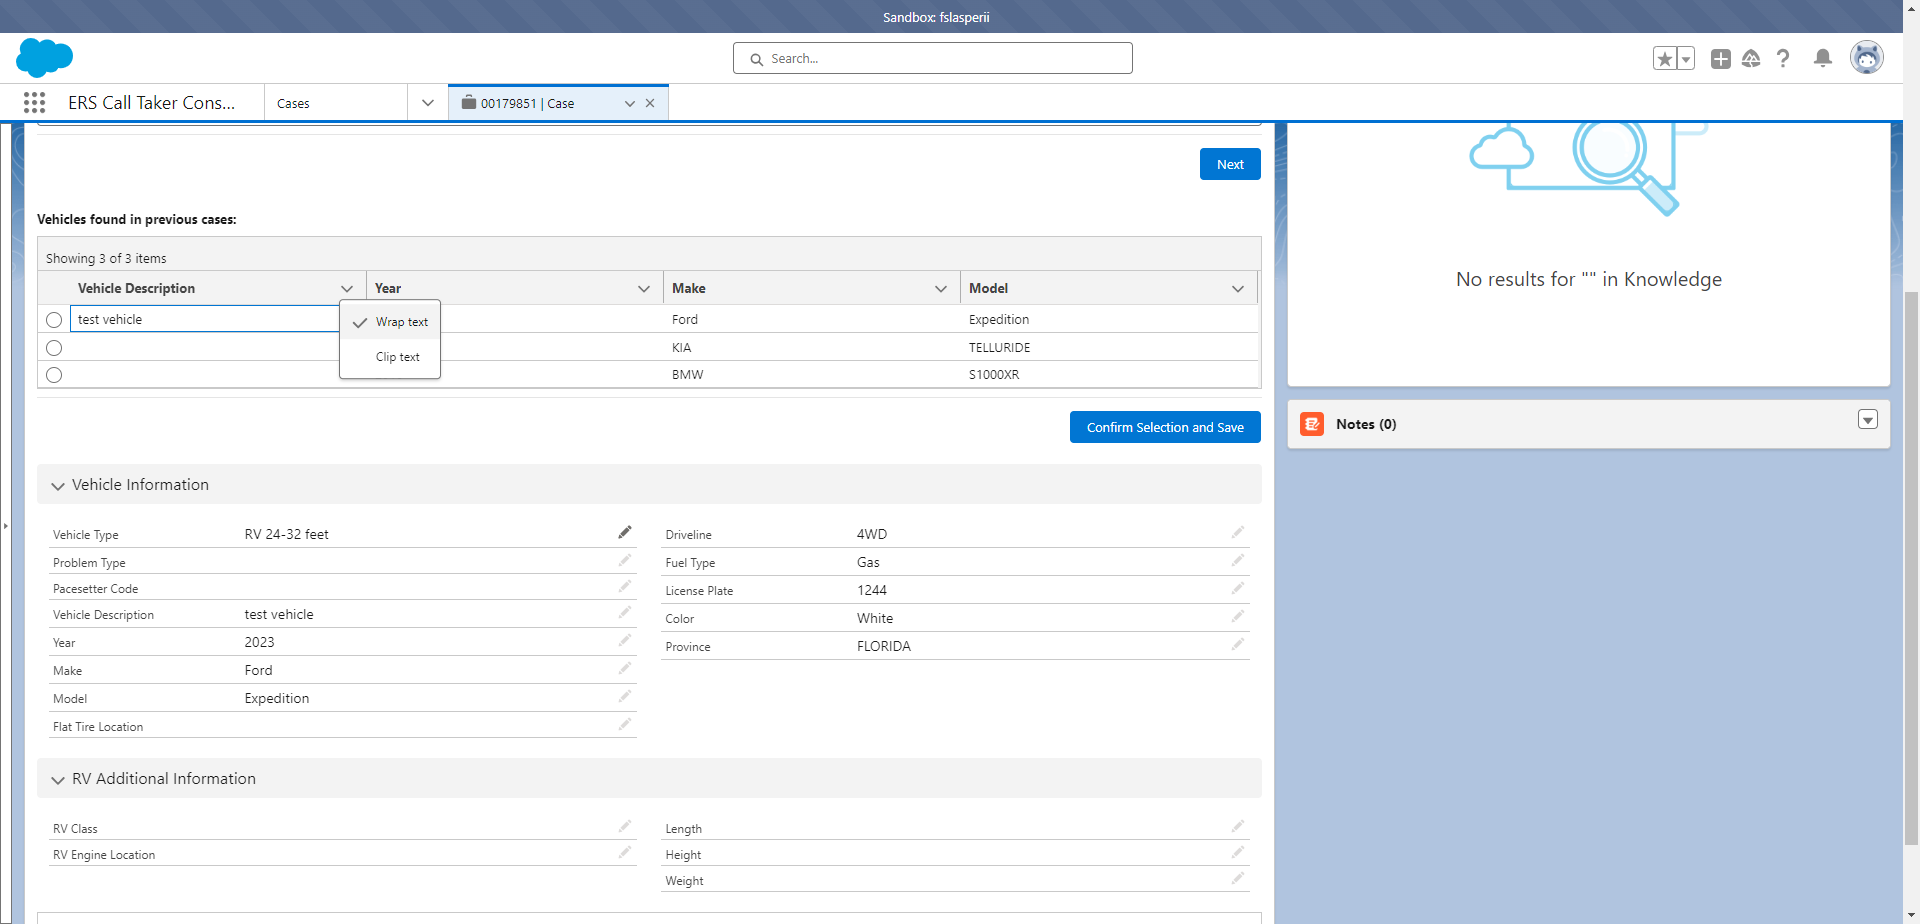 Sandbox: fslasperii
Search...
ERS Call Taker Cons...
Cases
00179851 | Case
Next
Vehicles found in previous cases:
Showing 3 of 3 items
Vehicle Description Year Make Model
test vehicle Ford Expedition
Wrap text
KIA TELLURIDE
Clip text
BMW S1000XR
Confirm Selection and Save
No results for "" in Knowledge
Notes (0)
Vehicle Information
Vehicle Type RV 24-32 feet
Problem Type
Pacesetter Code
Vehicle Description test vehicle
Year 2023
Make Ford
Model Expedition
Flat Tire Location
Driveline 4WD
Fuel Type Gas
License Plate 1244
Color White
Province FLORIDA
RV Additional Information
RV Class
RV Engine Location
Length
Height
Weight